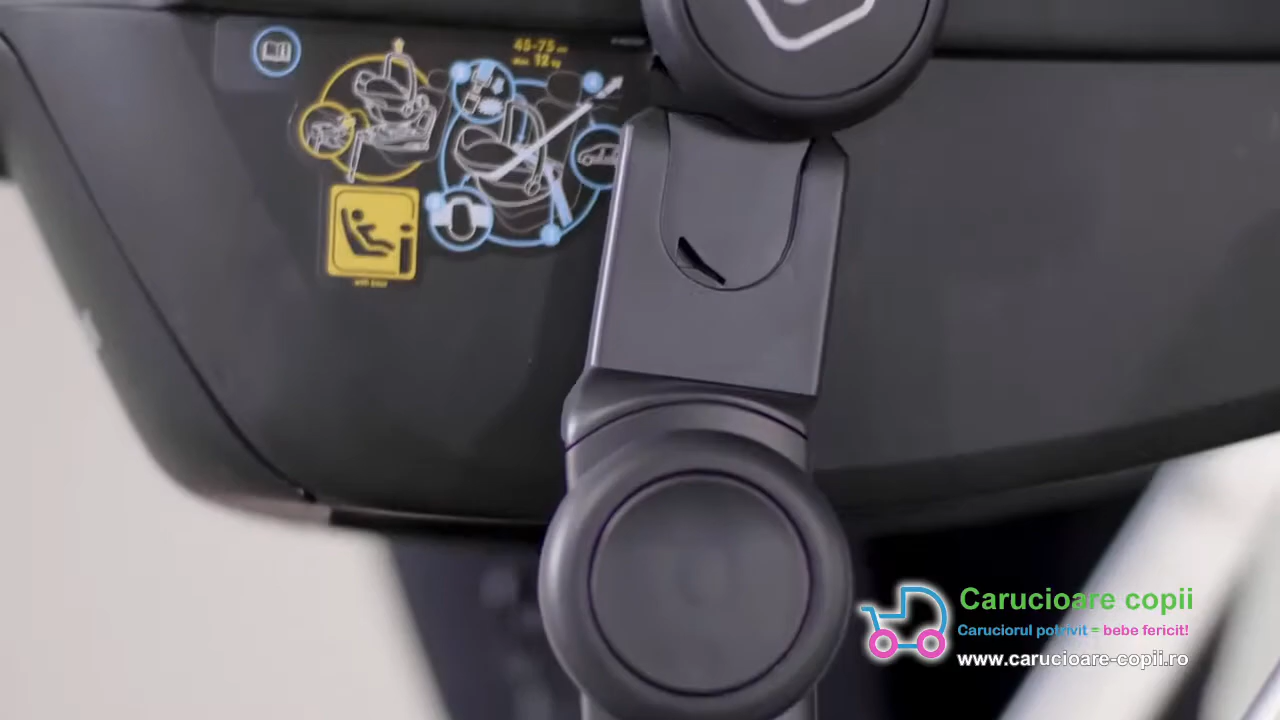 45-75 cm
Max. 12 kg
Carucioare copii
Caruciorul potrivit = bebe fericit!
www.carucioare-copii.ro